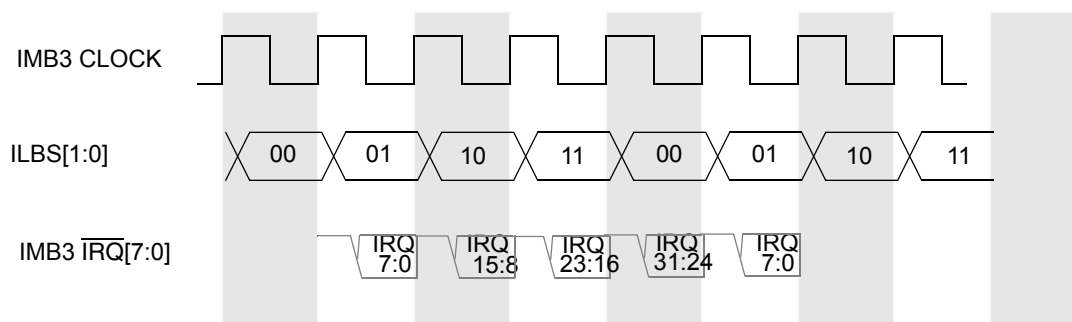 IMB3 CLOCK
ILBS[1:0] 00 01 10 11 00 01 10 11
IMB3 IRQ[7:0]
IRQ 7:0
IRQ 15:8
IRQ 23:16
IRQ 31:24
IRQ 7:0